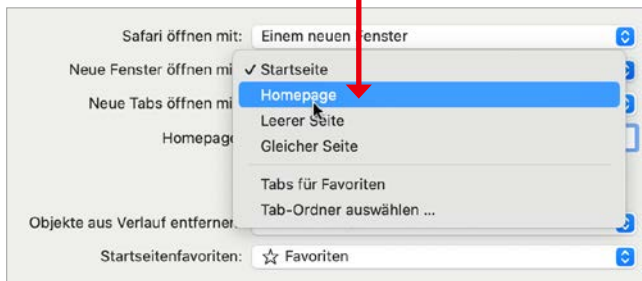 Safari öffnen mit: Einem neuen Fenster
Neue Fenster öffnen mi ✓ Startseite
Neue Tabs öffnen mi Homepage
Leerer Seite
Homepage Gleicher Seite
Tabs für Favoriten
Tab-Ordner auswählen ...
Objekte aus Verlauf entfernen
Startseitenfavoriten: ☆ Favoriten